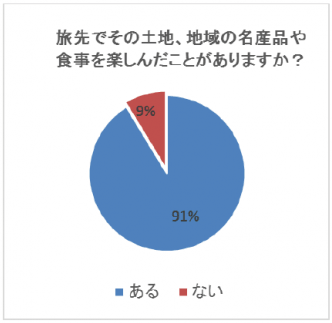 旅先でその土地、地域の名産品や
食事を楽しんだことがありますか？
9%
91%
ある ない